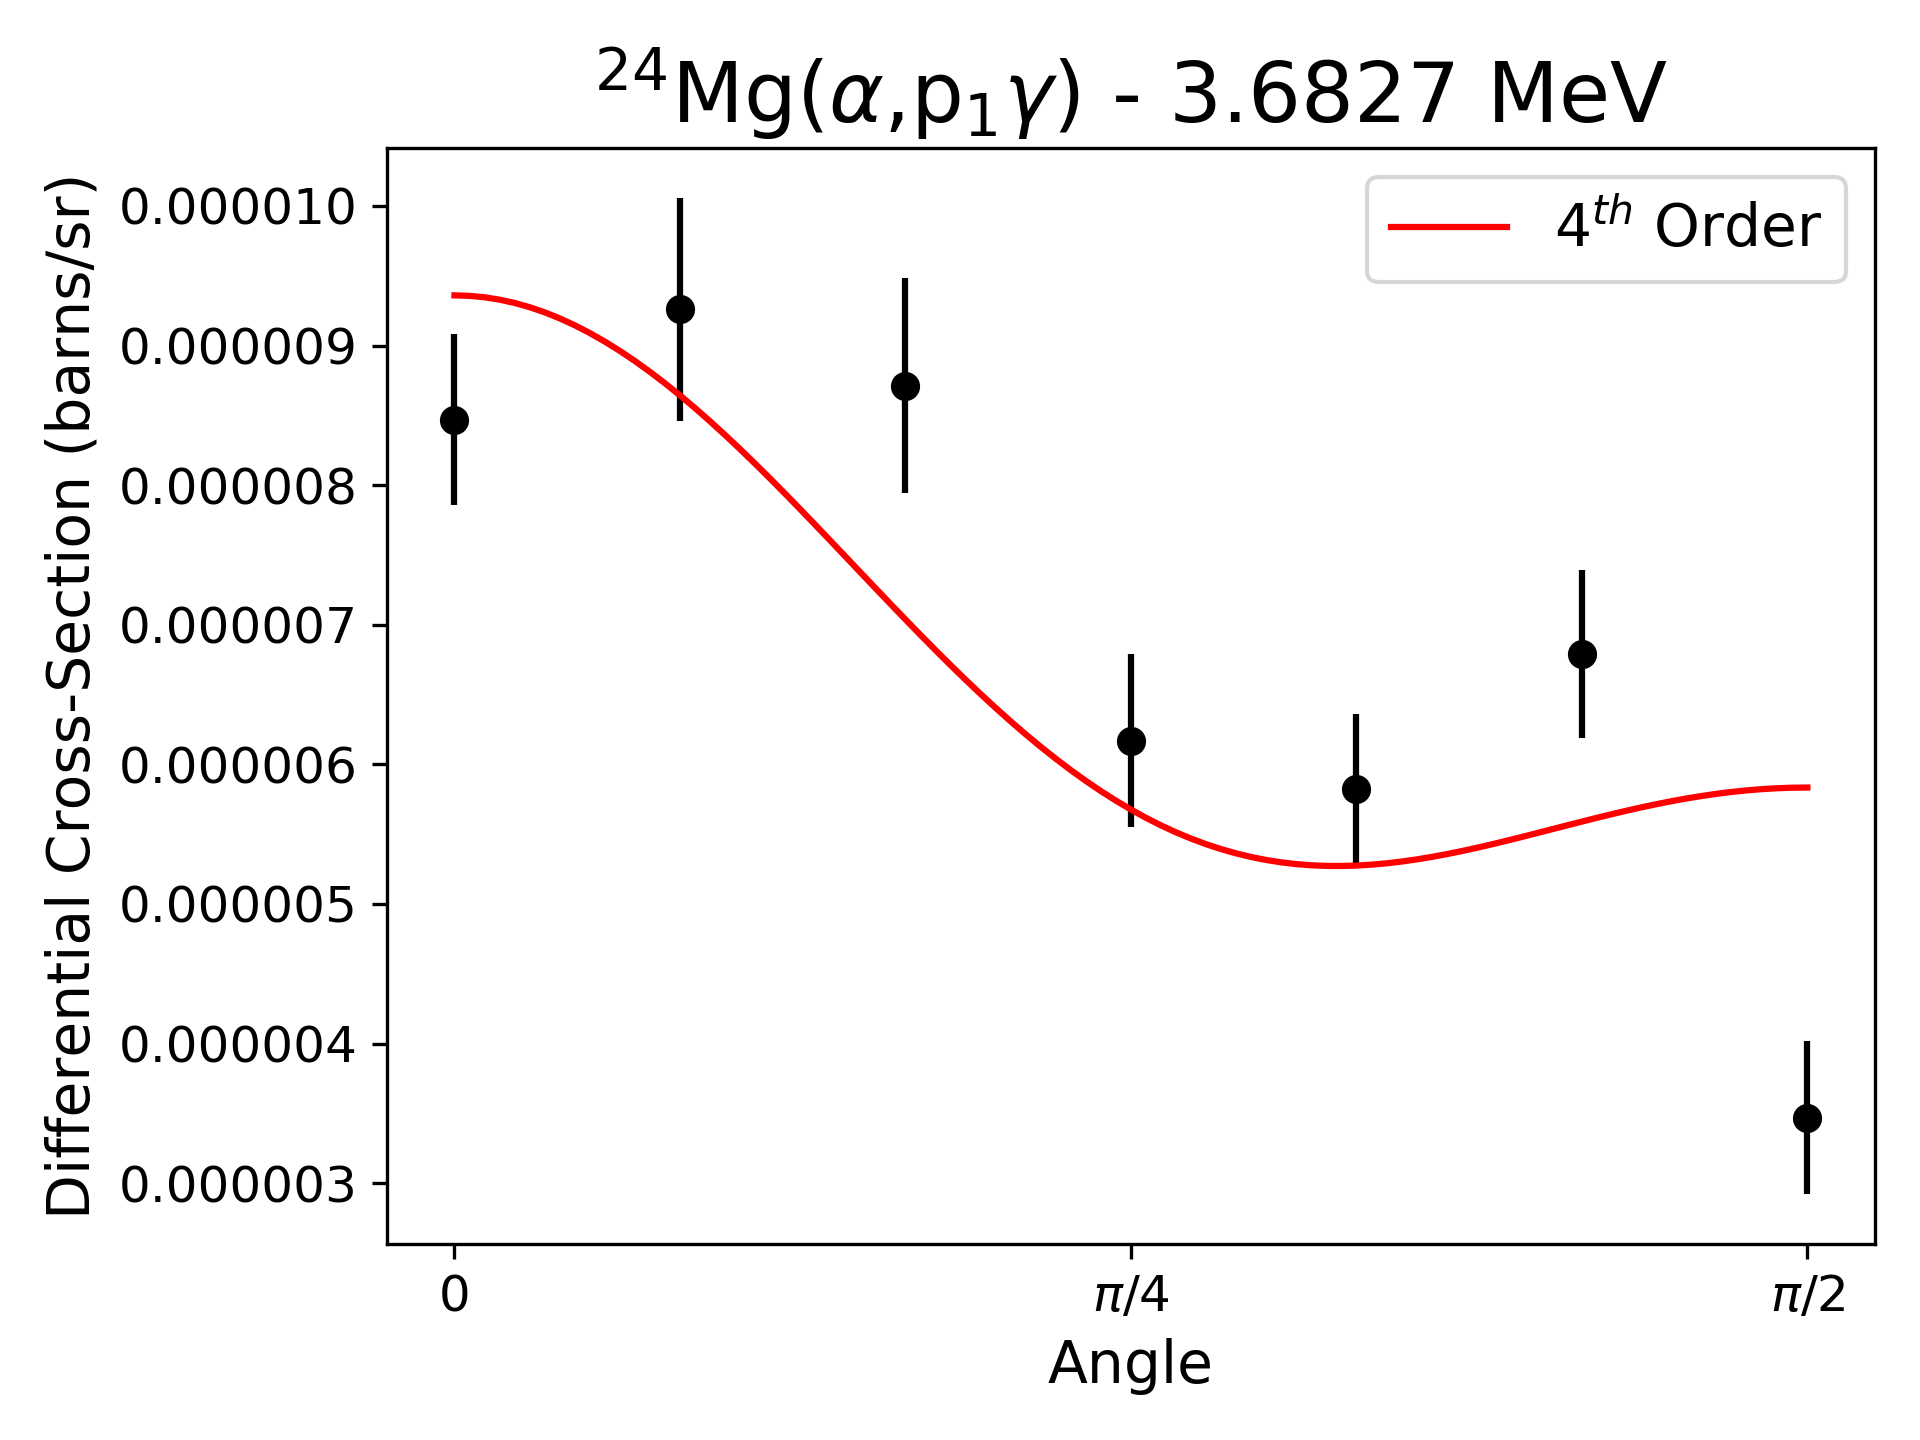 ²⁴Mg(α,p₁γ) - 3.6827 MeV
4ᵗʰ Order
Differential Cross-Section (barns/sr)
0.000010
0.000009
0.000008
0.000007
0.000006
0.000005
0.000004
0.000003
0 π/4 π/2
Angle